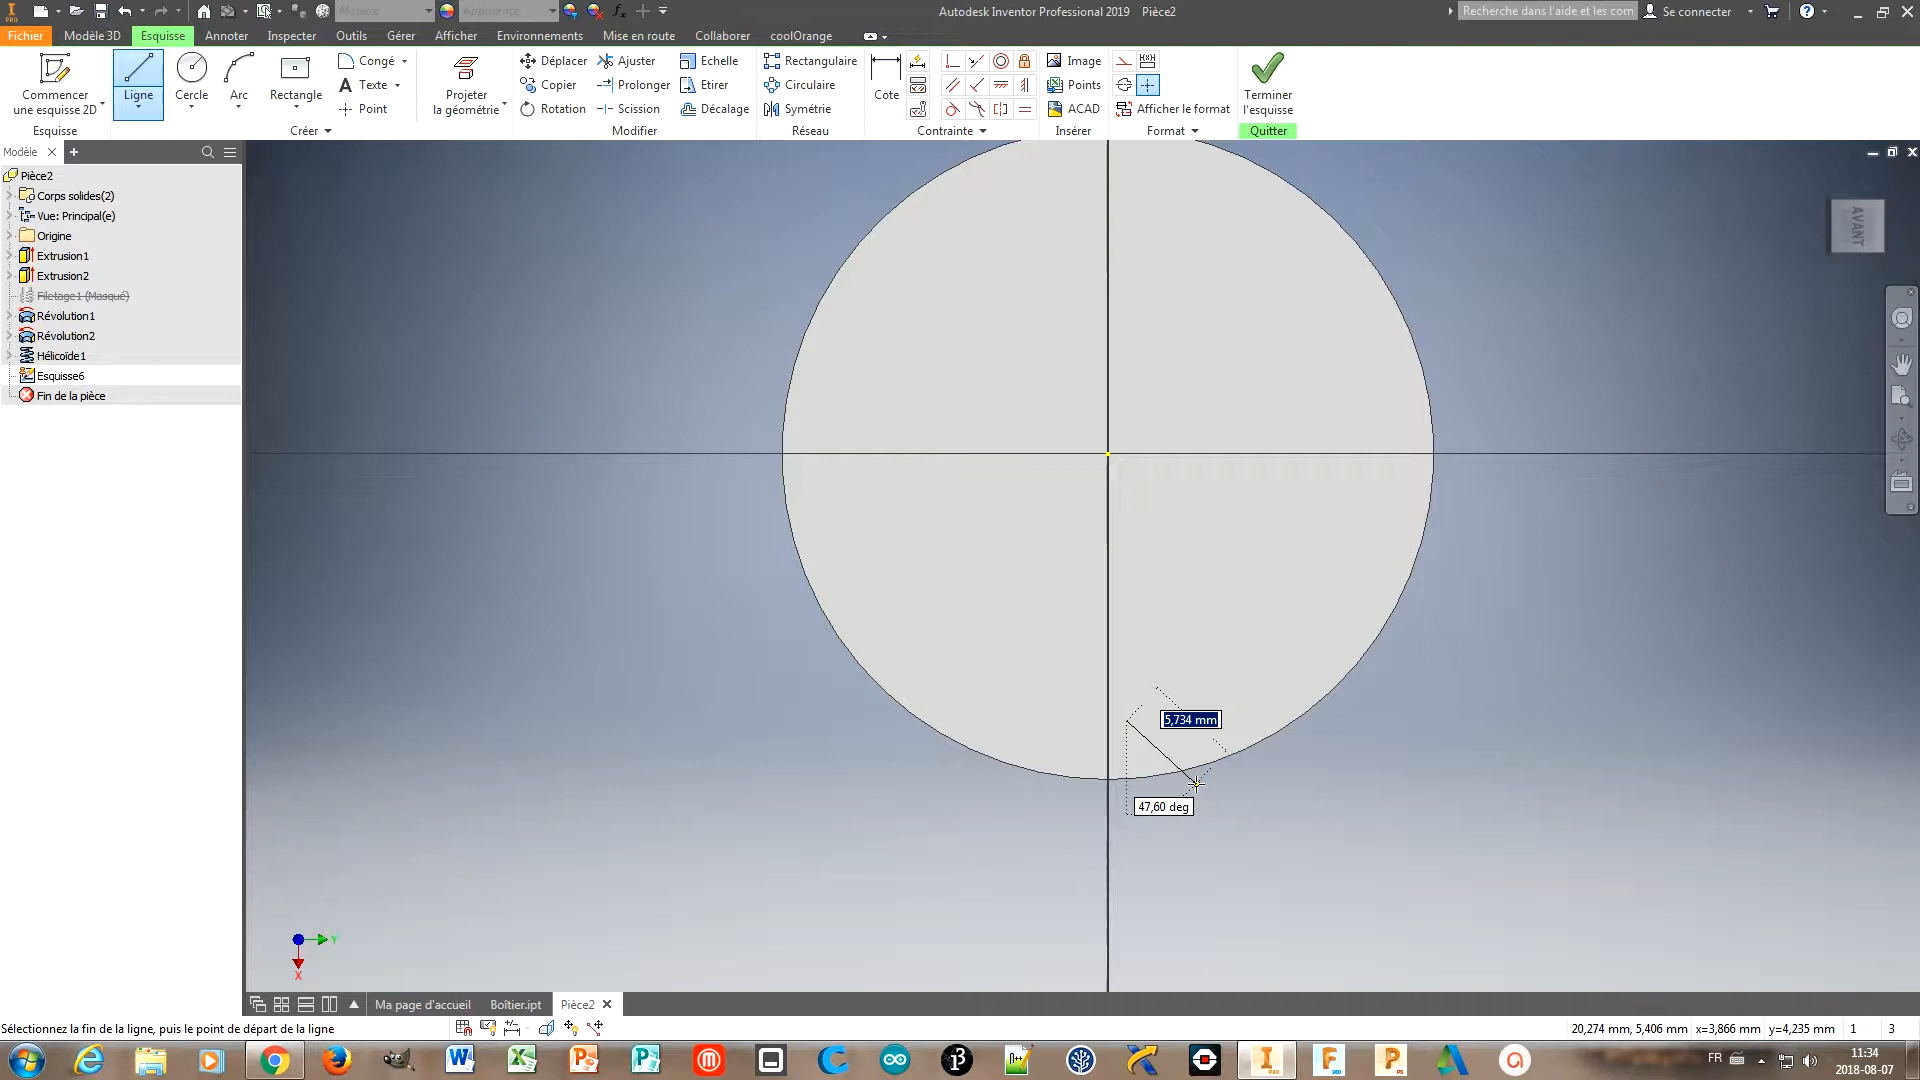 Matériau
Apparence
Autodesk Inventor Professional 2019 Pièce2
Recherche dans l'aide et les com
Se connecter
Fichier Modèle 3D Esquisse Annoter Inspecter Outils Gérer Afficher Environnements Mise en route Collaborer coolOrange
Commencer
une esquisse 2D
Ligne
Cercle
Arc
Rectangle
Congé
Texte
Point
Projeter
la géométrie
Déplacer
Copier
Rotation
Ajuster
Prolonger
Scission
Echelle
Etirer
Décalage
Rectangulaire
Circulaire
Symétrie
Cote
Image
Points
ACAD
Afficher le format
Terminer
l'esquisse
Esquisse
Créer
Modifier
Réseau
Contrainte
Insérer
Format
Quitter
Modèle
Pièce2
Corps solides(2)
Vue: Principal(e)
Origine
Extrusion1
Extrusion2
Filetage1 (Masqué)
Révolution1
Révolution2
Hélicoïde1
Esquisse6
Fin de la pièce
AVANT
5,734 mm
47,60 deg
Y
X
Ma page d'accueil Boîtier.ipt Pièce2
Sélectionnez la fin de la ligne, puis le point de départ de la ligne
20,274 mm, 5,406 mm x=3,866 mm y=4,235 mm 1 3
FR
11:34
2018-08-07